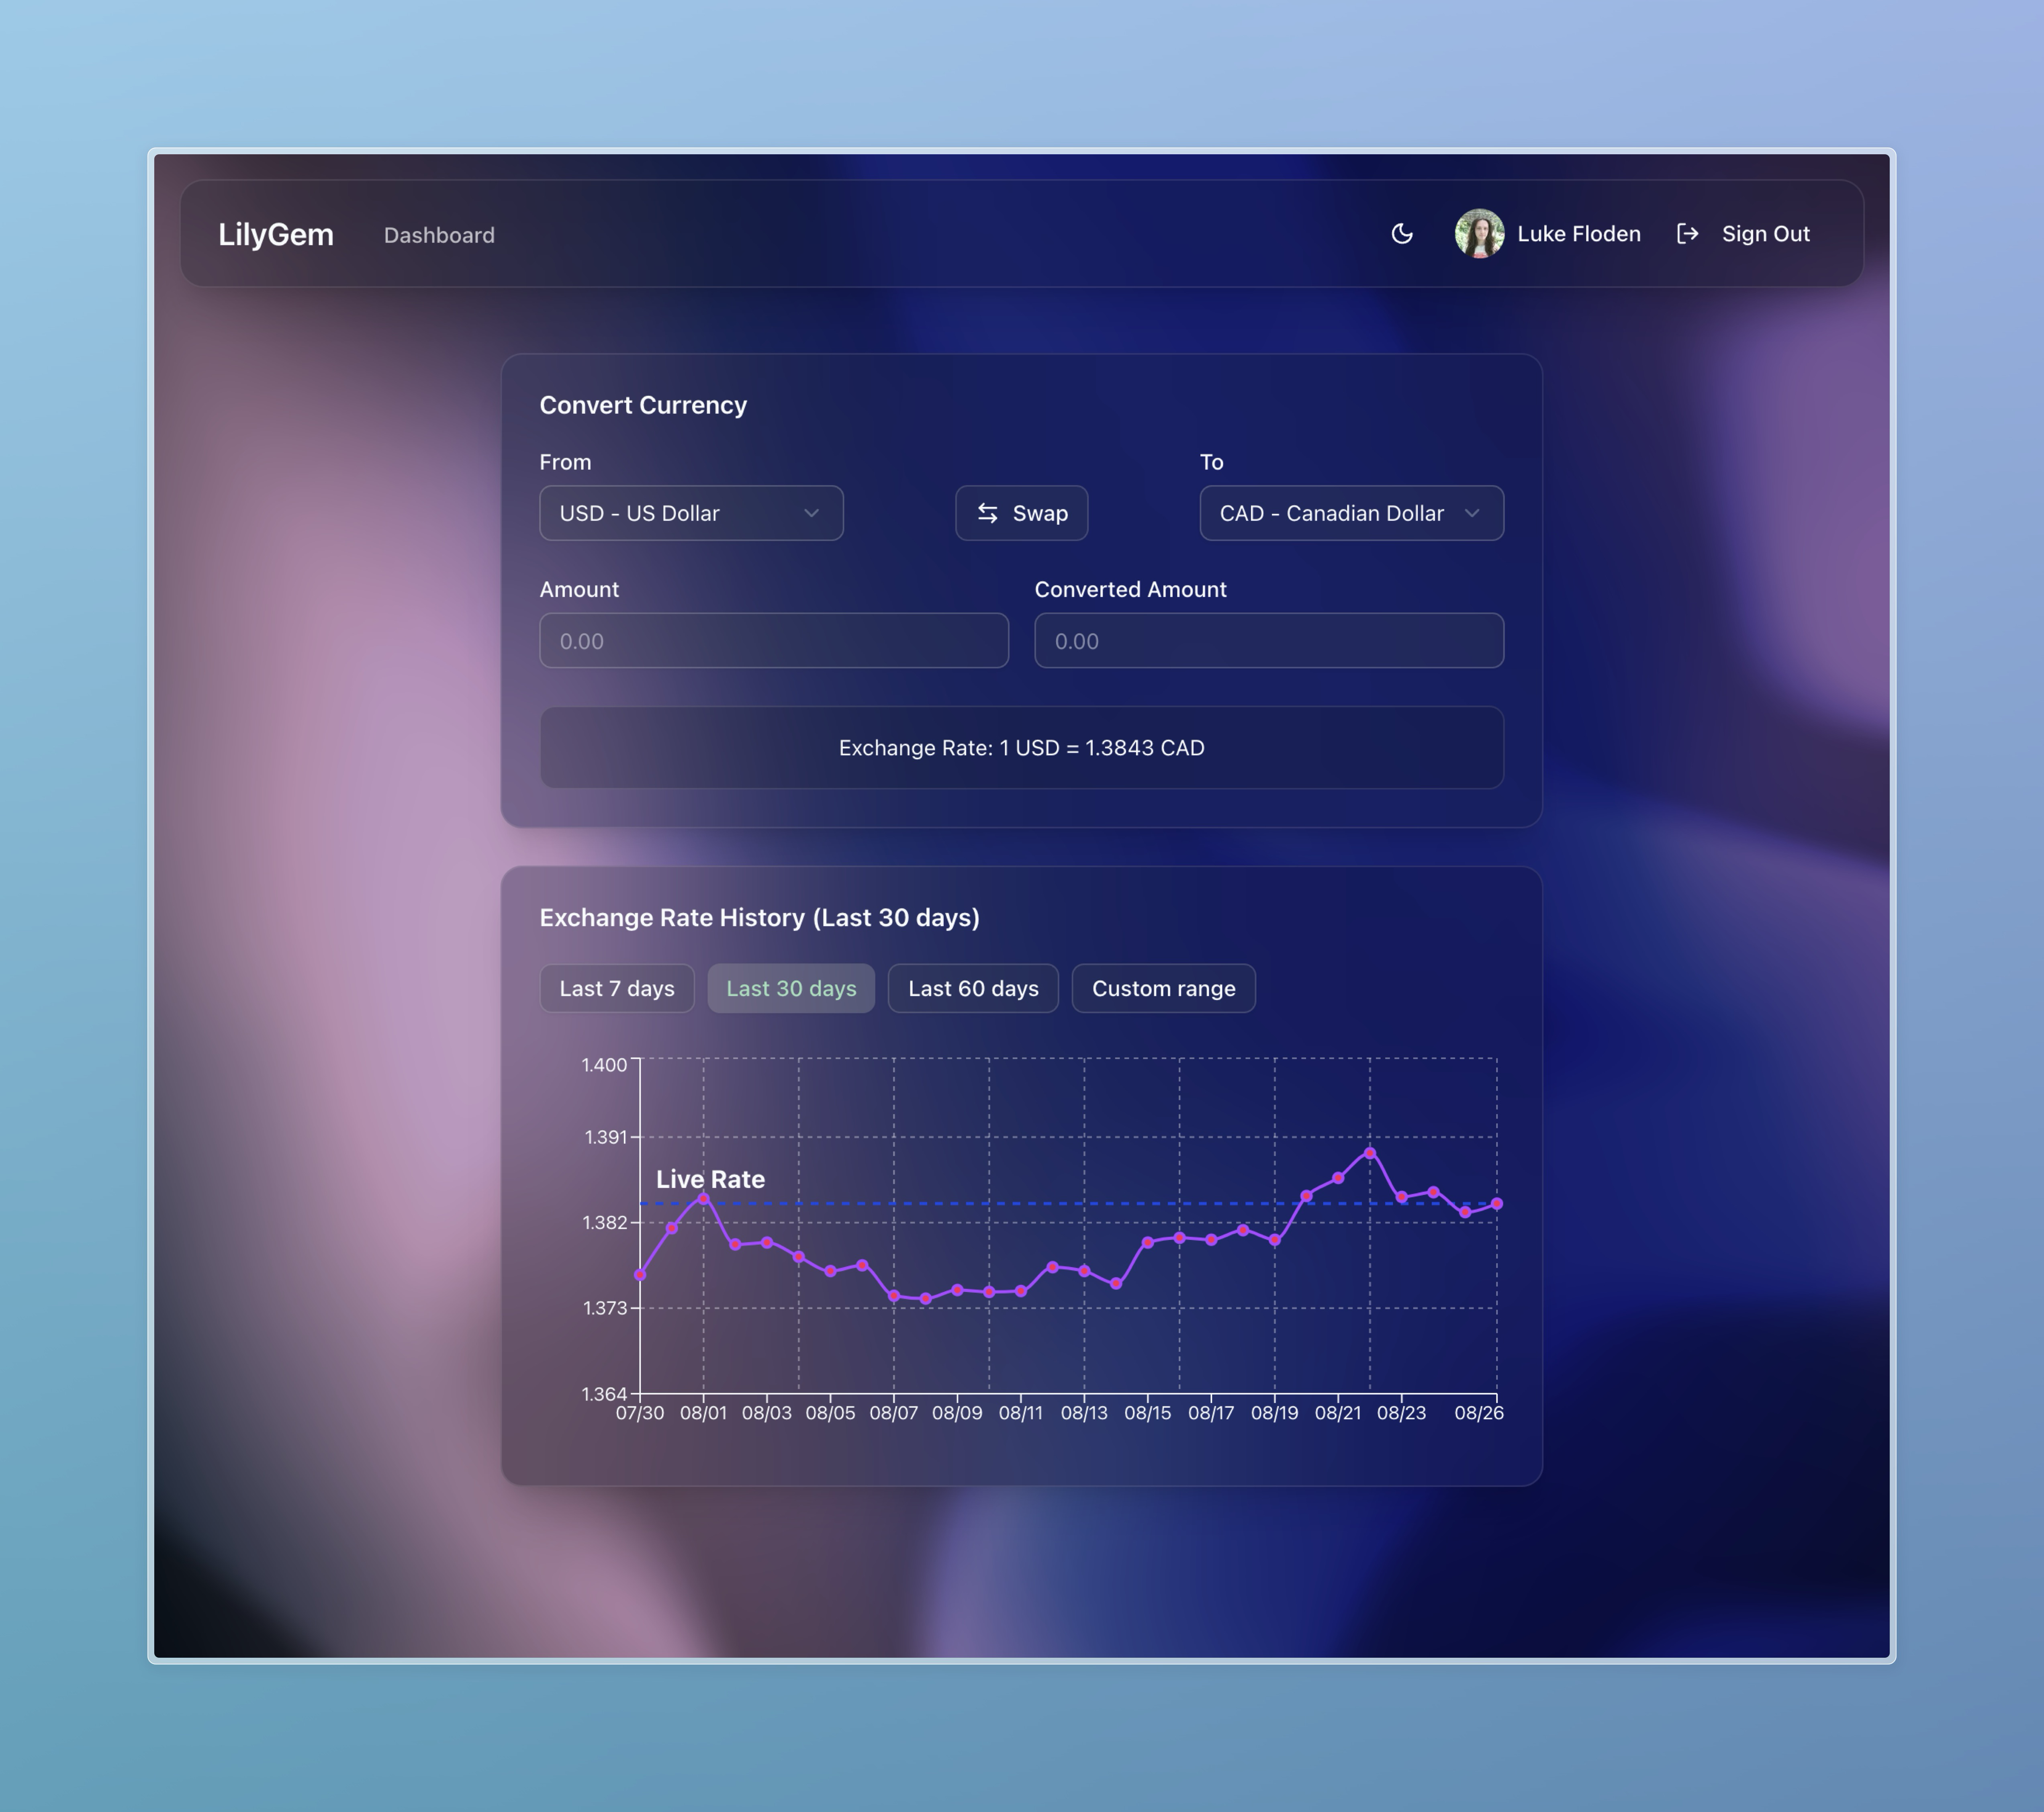 LilyGem Dashboard Luke Floden Sign Out
Convert Currency
From To
USD - US Dollar Swap CAD - Canadian Dollar
Amount Converted Amount
0.00 0.00
Exchange Rate: 1 USD = 1.3843 CAD
Exchange Rate History (Last 30 days)
Last 7 days Last 30 days Last 60 days Custom range
1.400
1.391
Live Rate
1.382
1.373
1.364
07/30 08/01 08/03 08/05 08/07 08/09 08/11 08/13 08/15 08/17 08/19 08/21 08/23 08/26